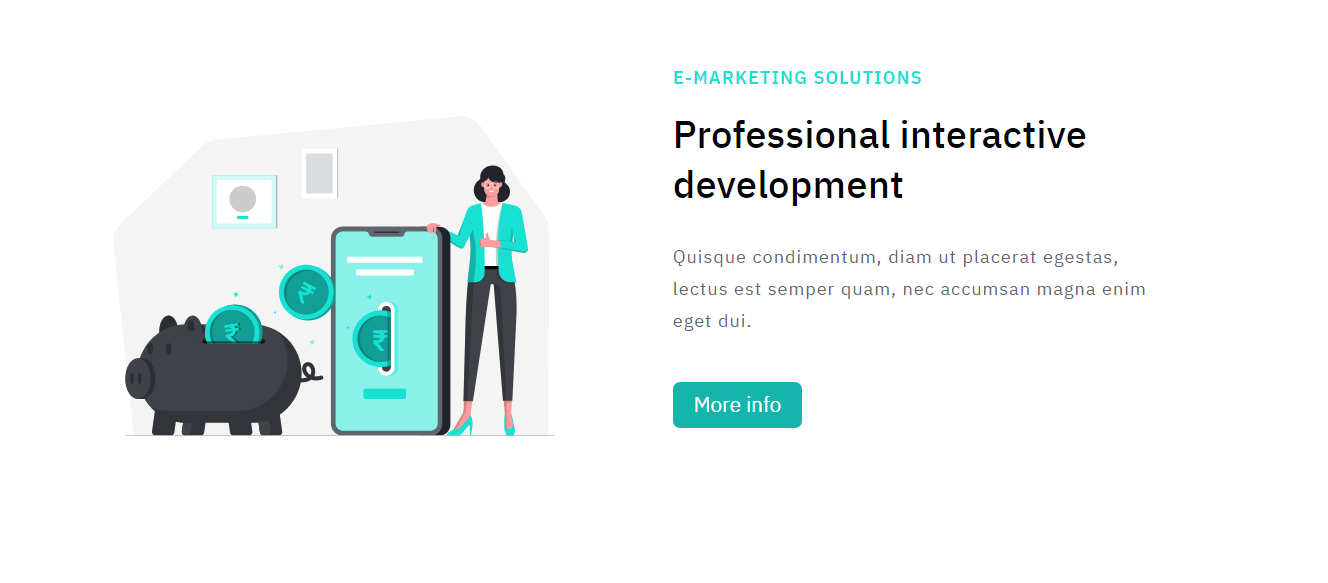 E-MARKETING SOLUTIONS
Professional interactive
development
Quisque condimentum, diam ut placerat egestas,
lectus est semper quam, nec accumsan magna enim
eget dui.
More info
₹
₹
₹